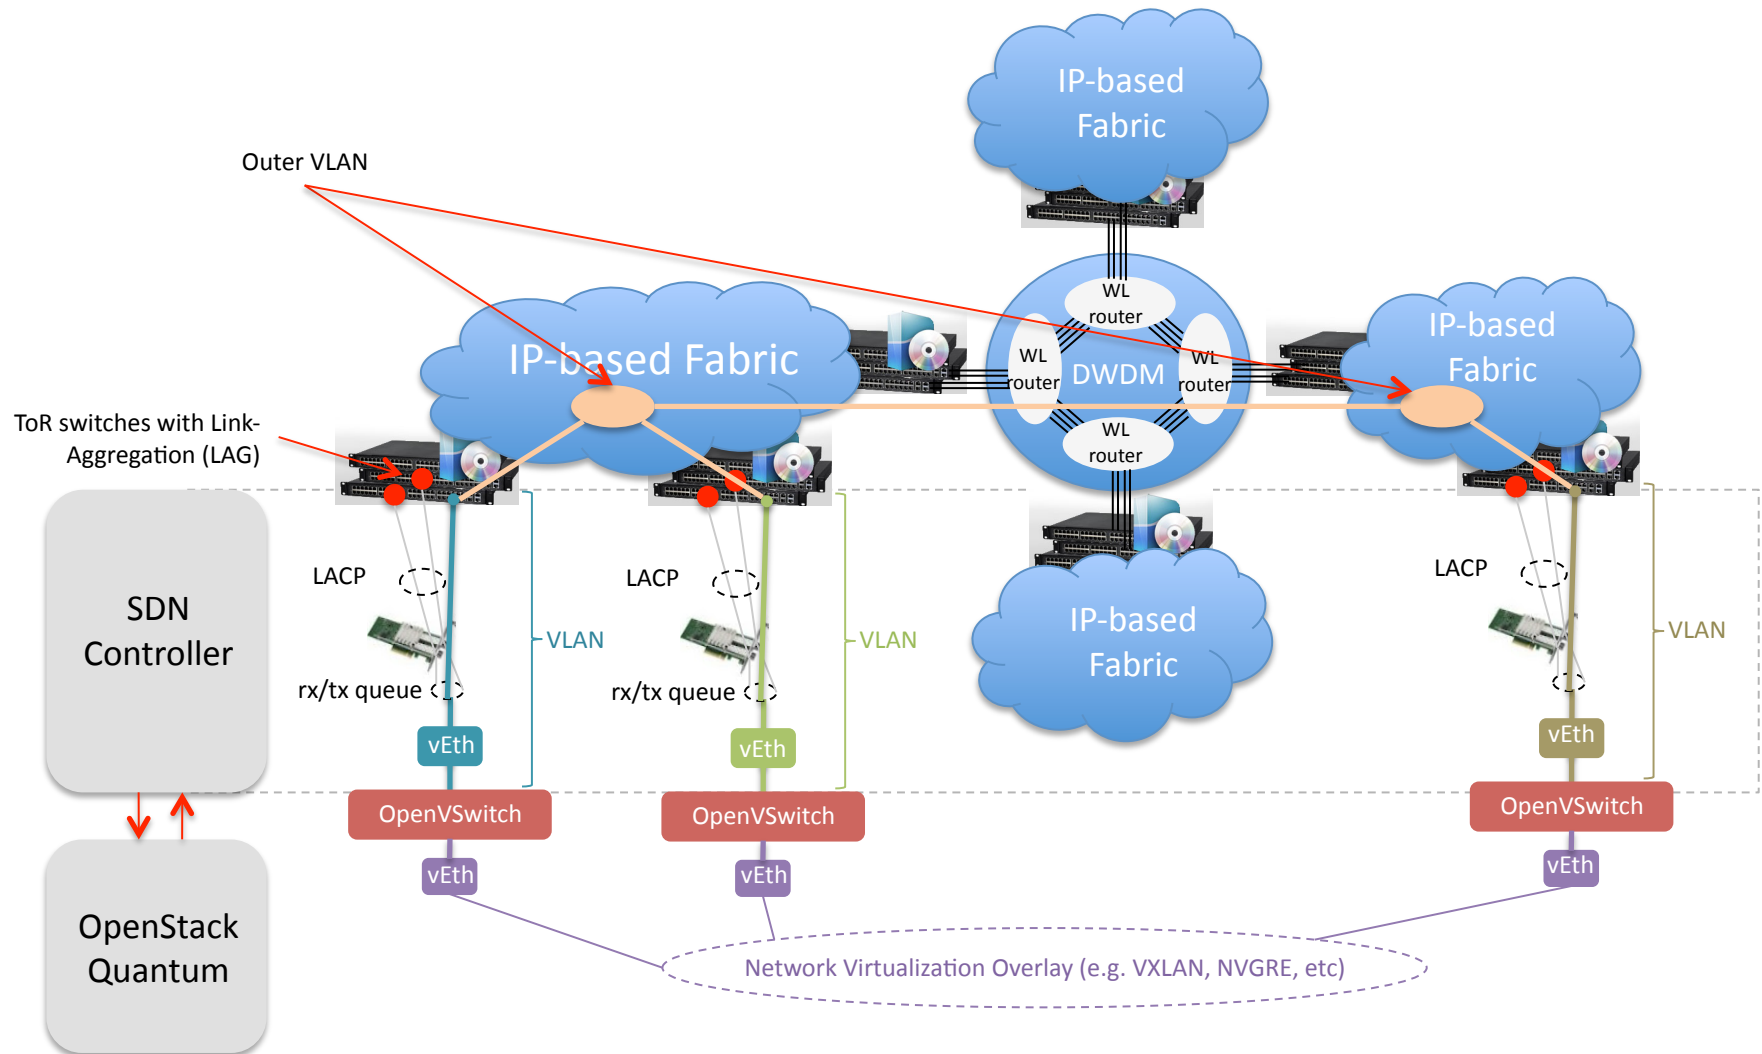 IP-based
Fabric
Outer VLAN
WL
router
IP-based Fabric
WL
router
DWDM
WL
router
IP-based
Fabric
ToR switches with Link-
Aggregation (LAG)
WL
router
SDN
Controller
LACP
LACP
LACP
IP-based
Fabric
VLAN
VLAN
VLAN
rx/tx queue
rx/tx queue
vEth
vEth
vEth
OpenVSwitch
OpenVSwitch
OpenVSwitch
vEth
vEth
vEth
OpenStack
Quantum
Network Virtualization Overlay (e.g. VXLAN, NVGRE, etc)